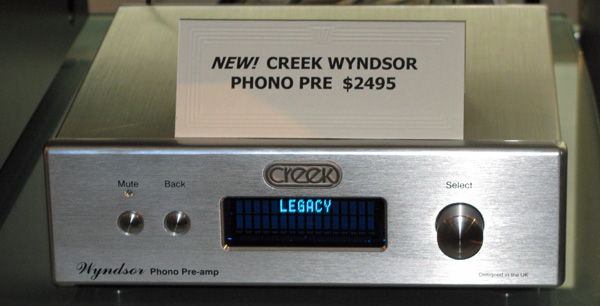 NEW! CREEK WYNDSOR
PHONO PRE $2495
Creek
Mute
Back
LEGACY
Select
Wyndsor Phono Pre-amp
Designed in the UK